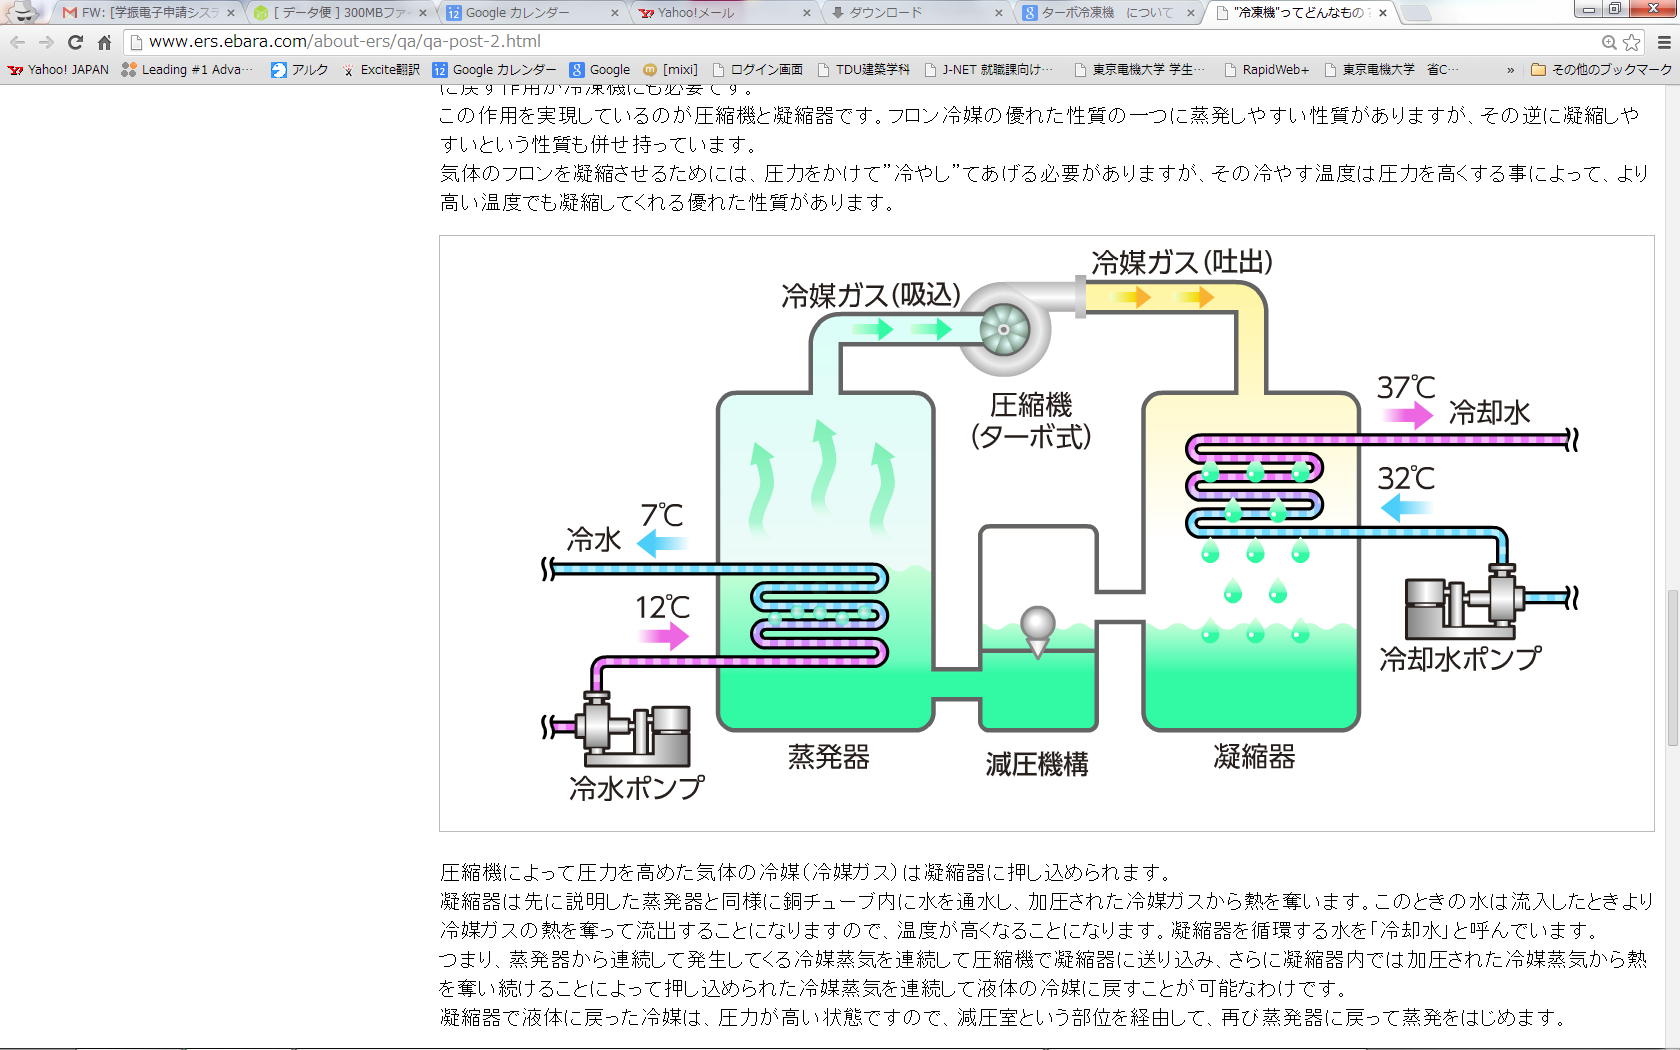 FW: [学振電子申請システ
[ データ便 ] 300MBファ
Google カレンダー
Yahoo!メール
ダウンロード
ターボ冷凍機 について
"冷凍機"ってどんなもの
www.ers.ebara.com/about-ers/qa/qa-post-2.html
Yahoo! JAPAN
Leading #1 Adva…
アルク
Excite翻訳
Google カレンダー
Google
[mixi]
ログイン画面
TDU建築学科
J-NET 就職課向け…
東京電機大学 学生…
RapidWeb+
東京電機大学 省C…
»
その他のブックマーク
に戻す作用が冷凍機にも必要です。
この作用を実現しているのが圧縮機と凝縮器です。フロン冷媒の優れた性質の一つに蒸発しやすい性質がありますが、その逆に凝縮しや
すいという性質も併せ持っています。
気体のフロンを凝縮させるためには、圧力をかけて”冷やし”てあげる必要がありますが、その冷やす温度は圧力を高くする事によって、より
高い温度でも凝縮してくれる優れた性質があります。
冷媒ガス(吐出)
冷媒ガス(吸込)
圧縮機
(ターボ式)
37℃
冷却水
32℃
7℃
冷水
12℃
冷却水ポンプ
蒸発器
減圧機構
凝縮器
冷水ポンプ
圧縮機によって圧力を高めた気体の冷媒(冷媒ガス)は凝縮器に押し込められます。
凝縮器は先に説明した蒸発器と同様に銅チューブ内に水を通水し、加圧された冷媒ガスから熱を奪います。このときの水は流入したときより
冷媒ガスの熱を奪って流出することになりますので、温度が高くなることになります。凝縮器を循環する水を「冷却水」と呼んでいます。
つまり、蒸発器から連続して発生してくる冷媒蒸気を連続して圧縮機で凝縮器に送り込み、さらに凝縮器内では加圧された冷媒蒸気から熱
を奪い続けることによって押し込められた冷媒蒸気を連続して液体の冷媒に戻すことが可能なわけです。
凝縮器で液体に戻った冷媒は、圧力が高い状態ですので、減圧室という部位を経由して、再び蒸発器に戻って蒸発をはじめます。